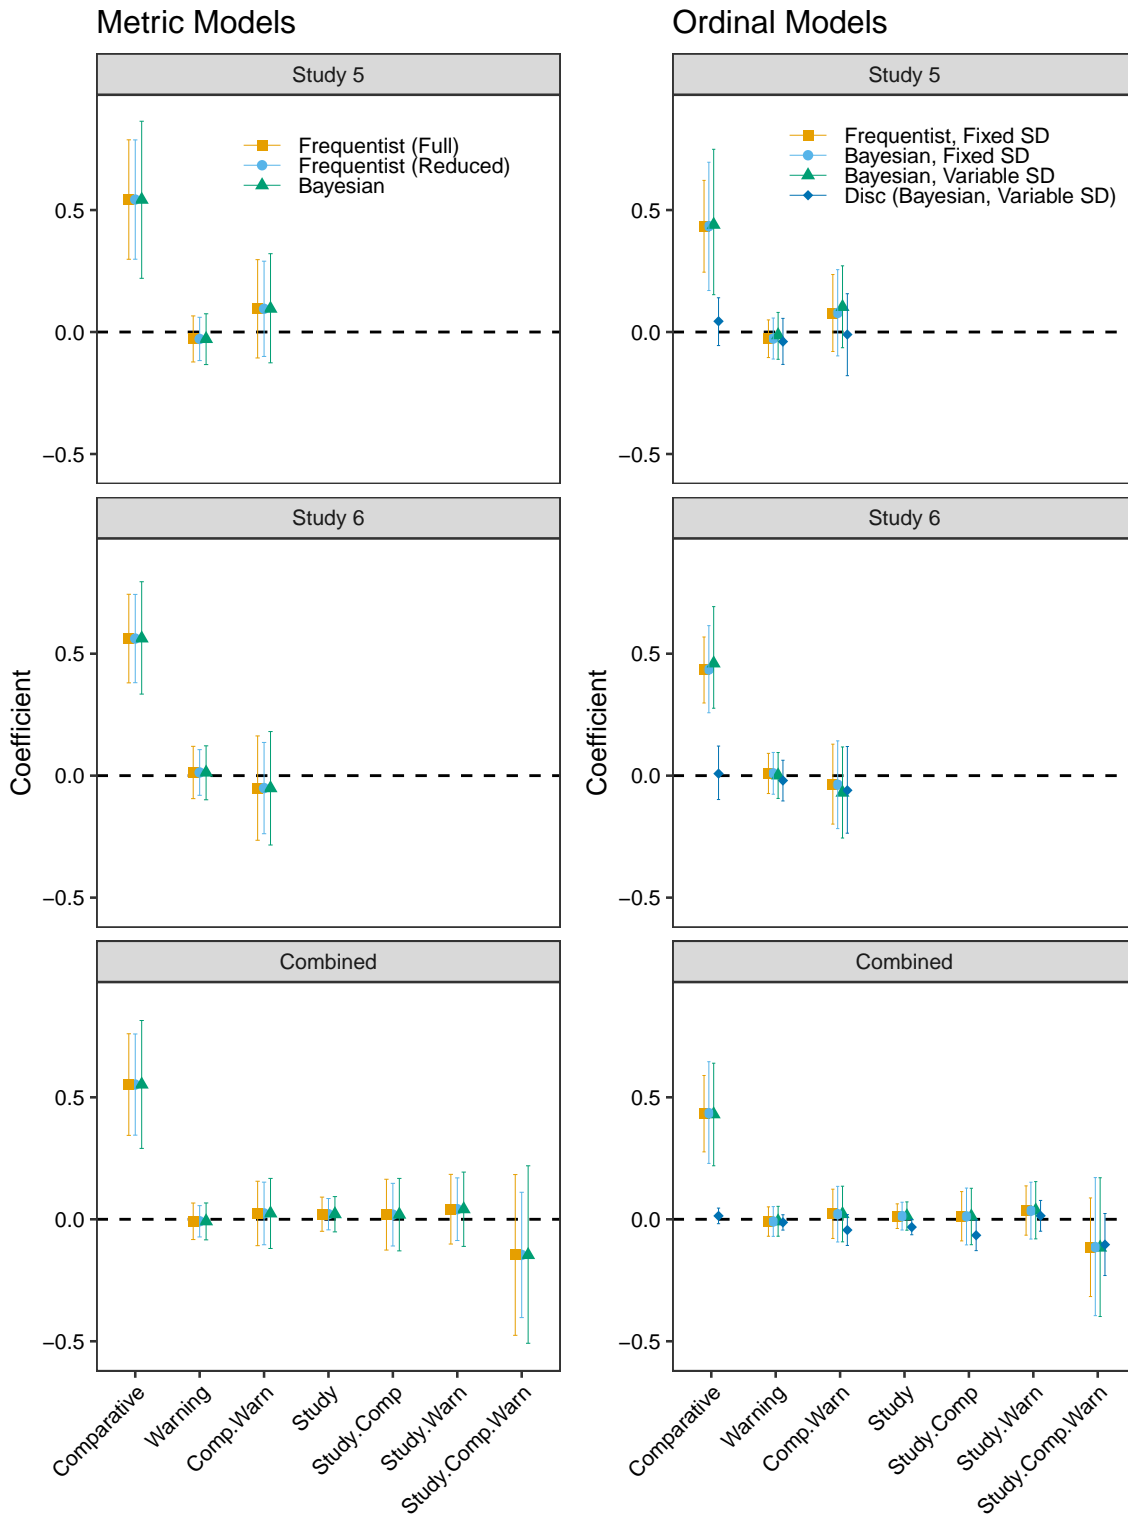 Metric Models
Study 5
Frequentist (Full)
Frequentist (Reduced)
Bayesian
0.5
0.0
−0.5
Study 6
0.5
0.0
−0.5
Coefficient
Combined
0.5
0.0
−0.5
Comparative
Warning
Comp.Warn
Study
Study.Comp
Study.Warn
Study.Comp.Warn
Ordinal Models
Study 5
Frequentist, Fixed SD
Bayesian, Fixed SD
Bayesian, Variable SD
Disc (Bayesian, Variable SD)
0.5
0.0
−0.5
Study 6
0.5
0.0
−0.5
Coefficient
Combined
0.5
0.0
−0.5
Comparative
Warning
Comp.Warn
Study
Study.Comp
Study.Warn
Study.Comp.Warn